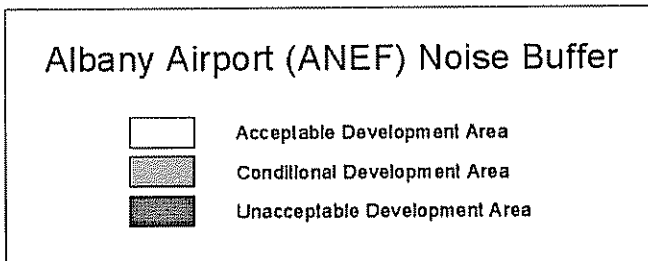 Albany Airport (ANEF) Noise Buffer
Acceptable Development Area
Conditional Development Area
Unacceptable Development Area